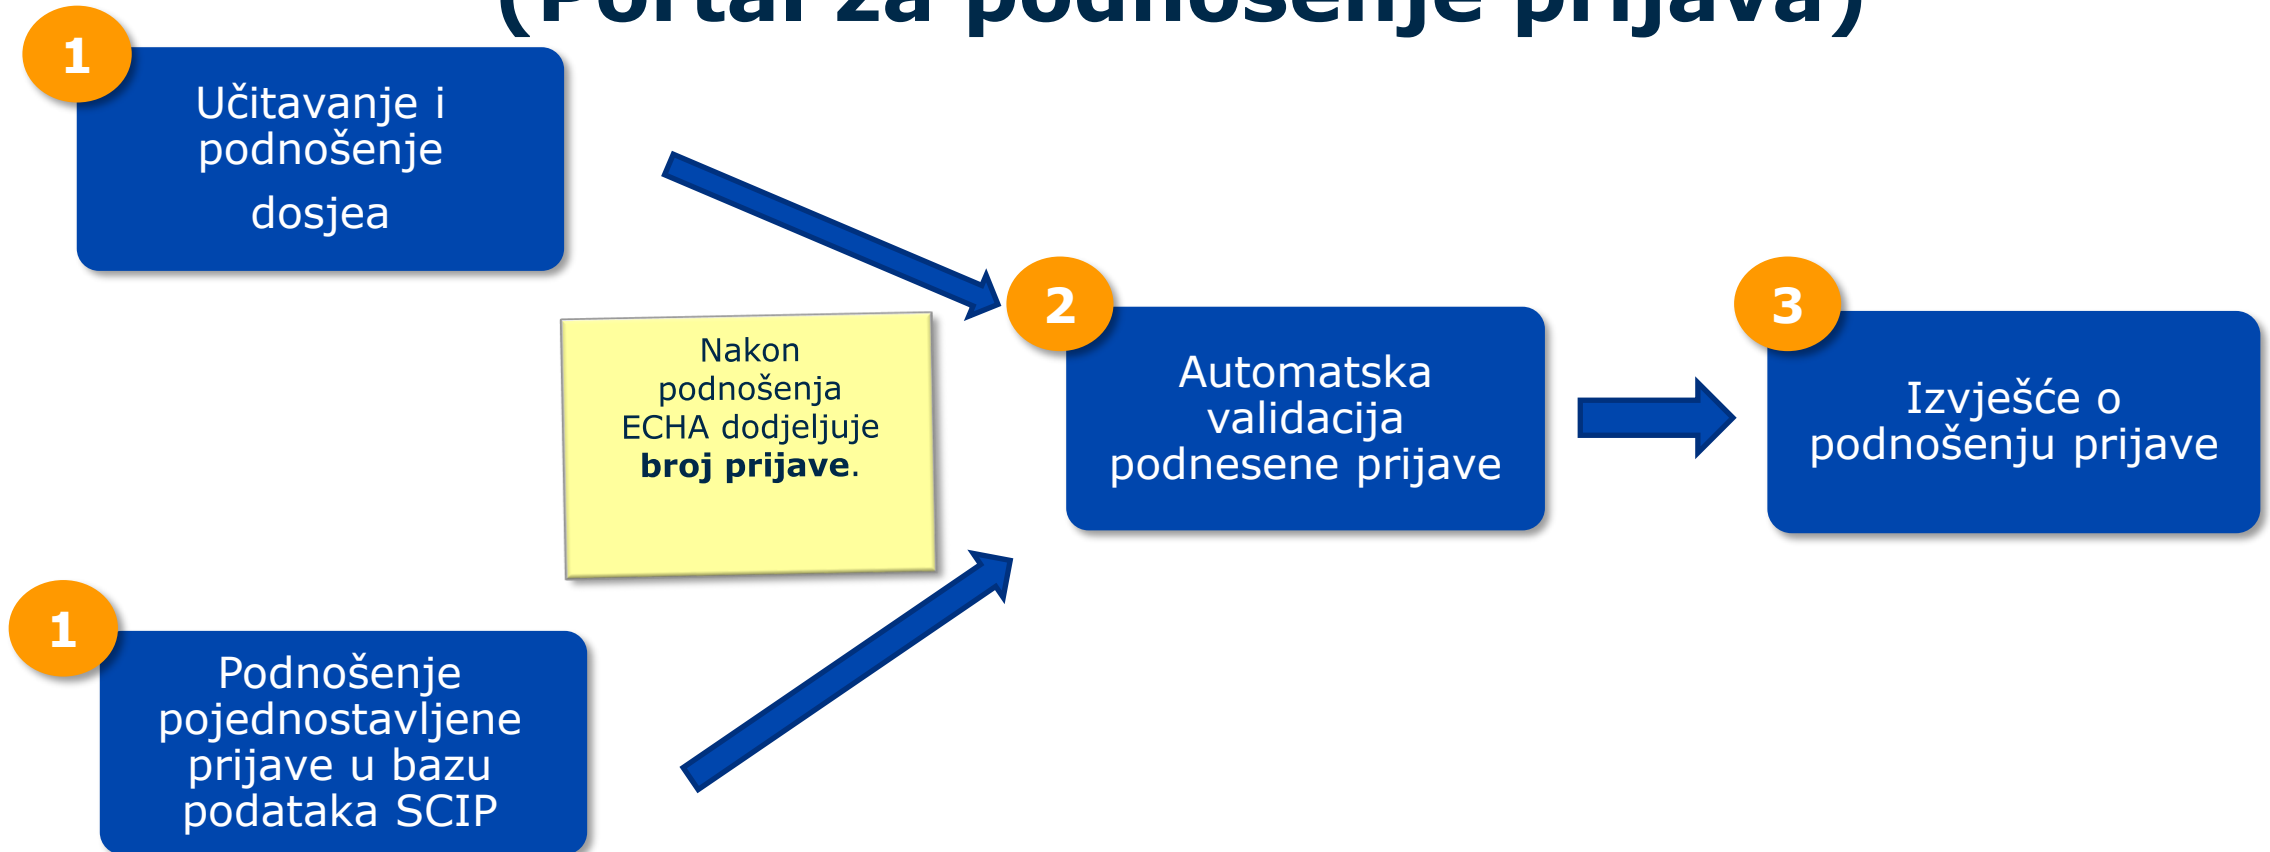 (Portal za podnošenje prijava)
1
Učitavanje i
podnošenje
dosjea
2
Automatska
validacija
podnesene prijave
3
Izvješće o
podnošenju prijave
Nakon
podnošenja
ECHA dodjeljuje
broj prijave.
1
Podnošenje
pojednostavljene
prijave u bazu
podataka SCIP